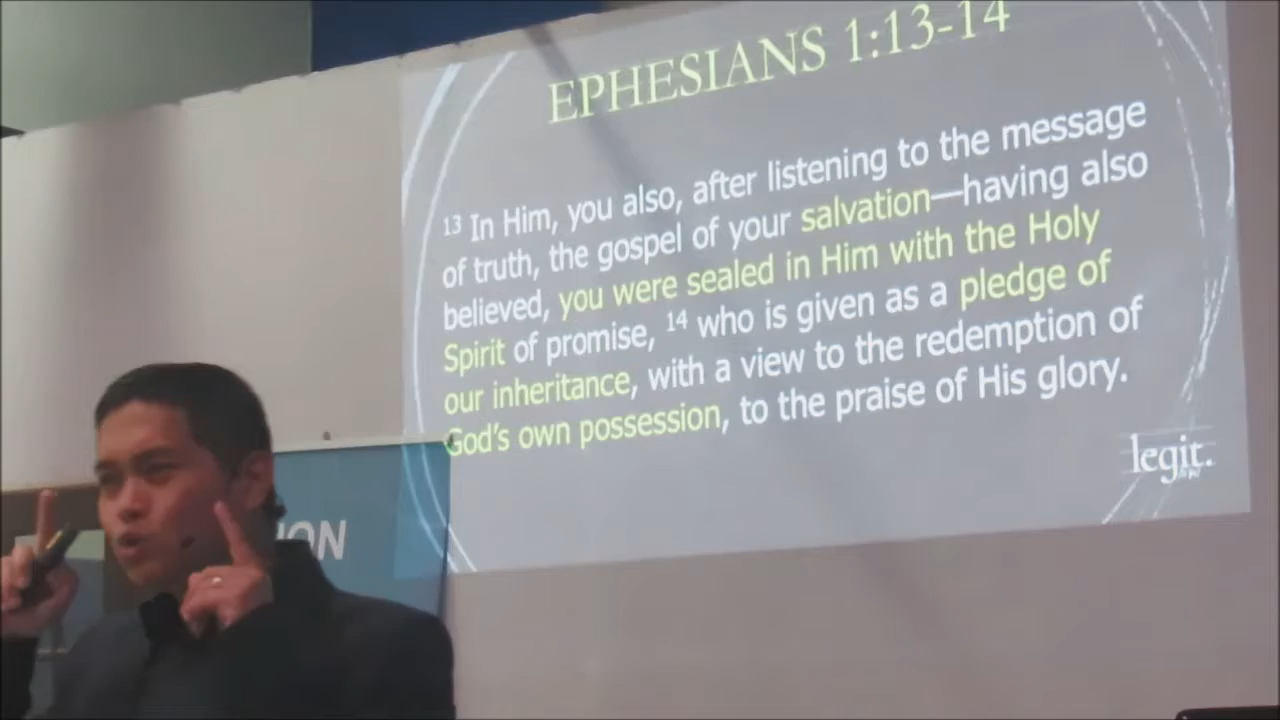 EPHESIANS 1:13-14
13 In Him, you also, after listening to the message
of truth, the gospel of your salvation—having also
believed, you were sealed in Him with the Holy
Spirit of promise, 14 who is given as a pledge of
our inheritance, with a view to the redemption of
God's own possession, to the praise of His glory.
legit.
ION